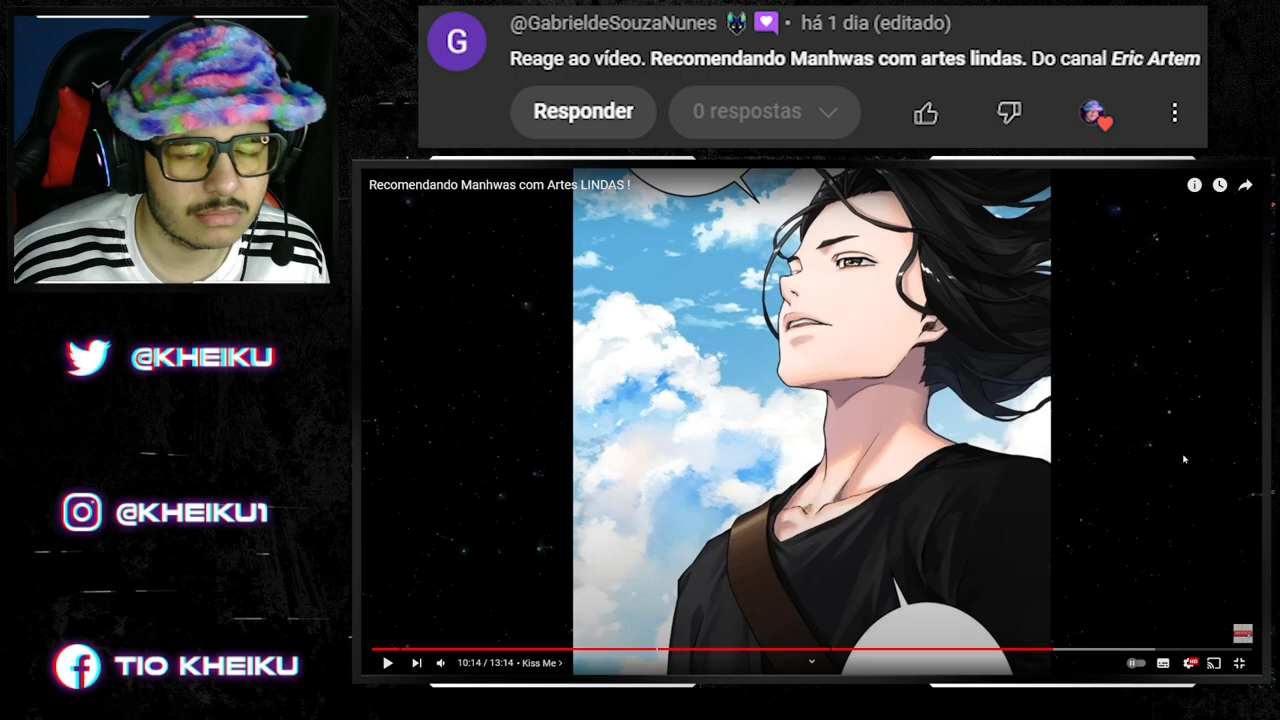 G
@GabrieldeSouzaNunes • há 1 dia (editado)
Reage ao vídeo. Recomendando Manhwas com artes lindas. Do canal Eric Artem
Responder
0 respostas
Recomendando Manhwas com Artes LINDAS !
@KHEIKU
@KHEIKU1
TIO KHEIKU
10:14 / 13:14 • Kiss Me ›
HD